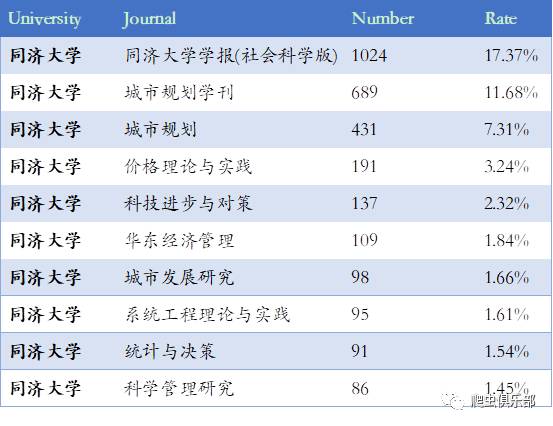 University Journal Number Rate
同济大学 同济大学学报(社会科学版) 1024 17.37%
同济大学 城市规划学刊 689 11.68%
同济大学 城市规划 431 7.31%
同济大学 价格理论与实践 191 3.24%
同济大学 科技进步与对策 137 2.32%
同济大学 华东经济管理 109 1.84%
同济大学 城市发展研究 98 1.66%
同济大学 系统工程理论与实践 95 1.61%
同济大学 统计与决策 91 1.54%
同济大学 科学管理研究 86 1.45%
爬虫俱乐部